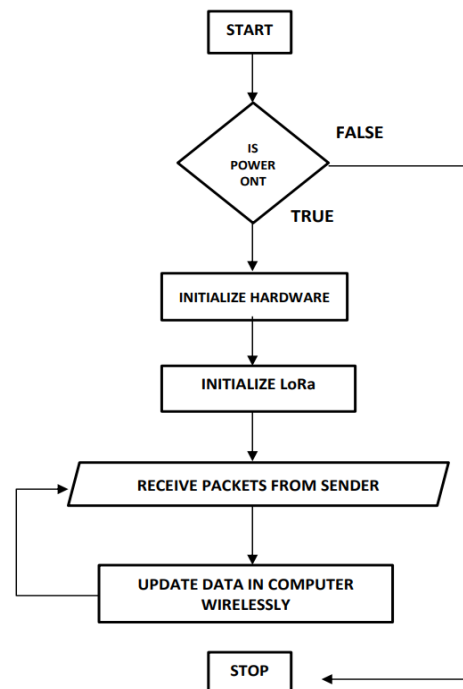 START
IS
POWER
ONT
FALSE
TRUE
INITIALIZE HARDWARE
INITIALIZE LoRa
RECEIVE PACKETS FROM SENDER
UPDATE DATA IN COMPUTER
WIRELESSLY
STOP